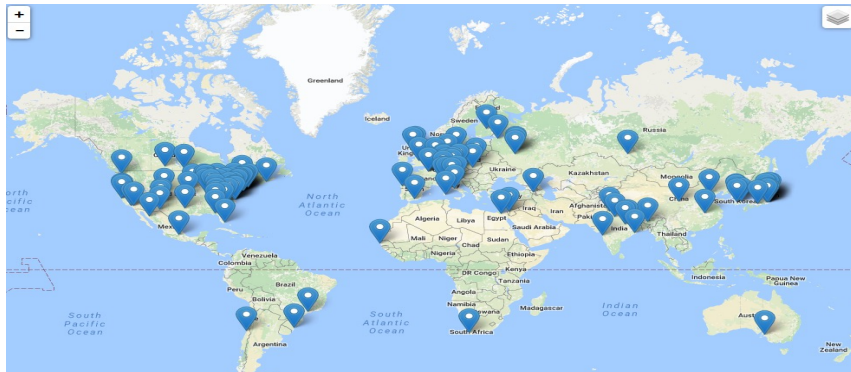 +
−
Greenland
Iceland
Sweden
Russia
Ukraine
Kazakhstan
Mongolia
North
Atlantic
Ocean
Algeria
Libya
Egypt
Iraq
Iran
Afghanistan
China
South Korea
Saudi Arabia
India
Thailand
Mali
Niger
Chad
Sudan
Nigeria
Ethiopia
Venezuela
Colombia
DR Congo
Kenya
Tanzania
Indonesia
Papua New
Guinea
Peru
Brazil
Bolivia
Angola
Namibia
Madagascar
South
Pacific
Ocean
South
Atlantic
Ocean
Indian
Ocean
South Africa
Argentina
New
Zealand